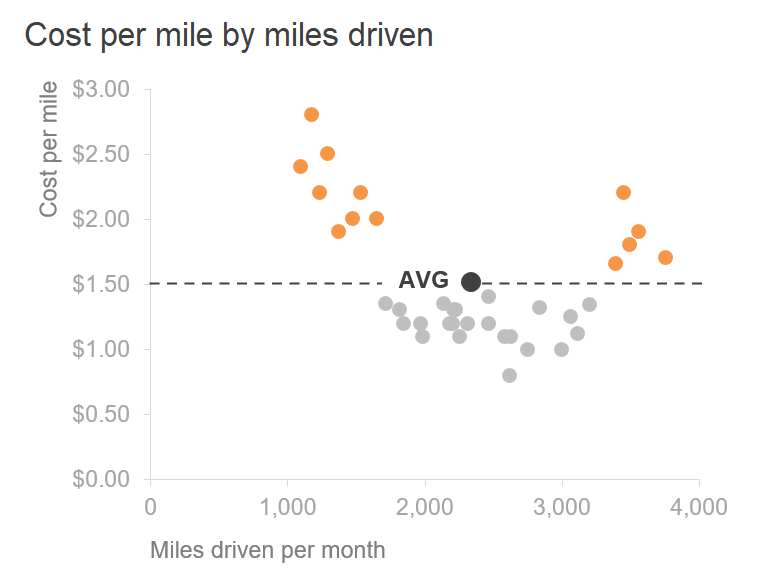 Cost per mile by miles driven
Cost per mile
$3.00
$2.50
$2.00
$1.50
$1.00
$0.50
$0.00
AVG
0 1,000 2,000 3,000 4,000
Miles driven per month